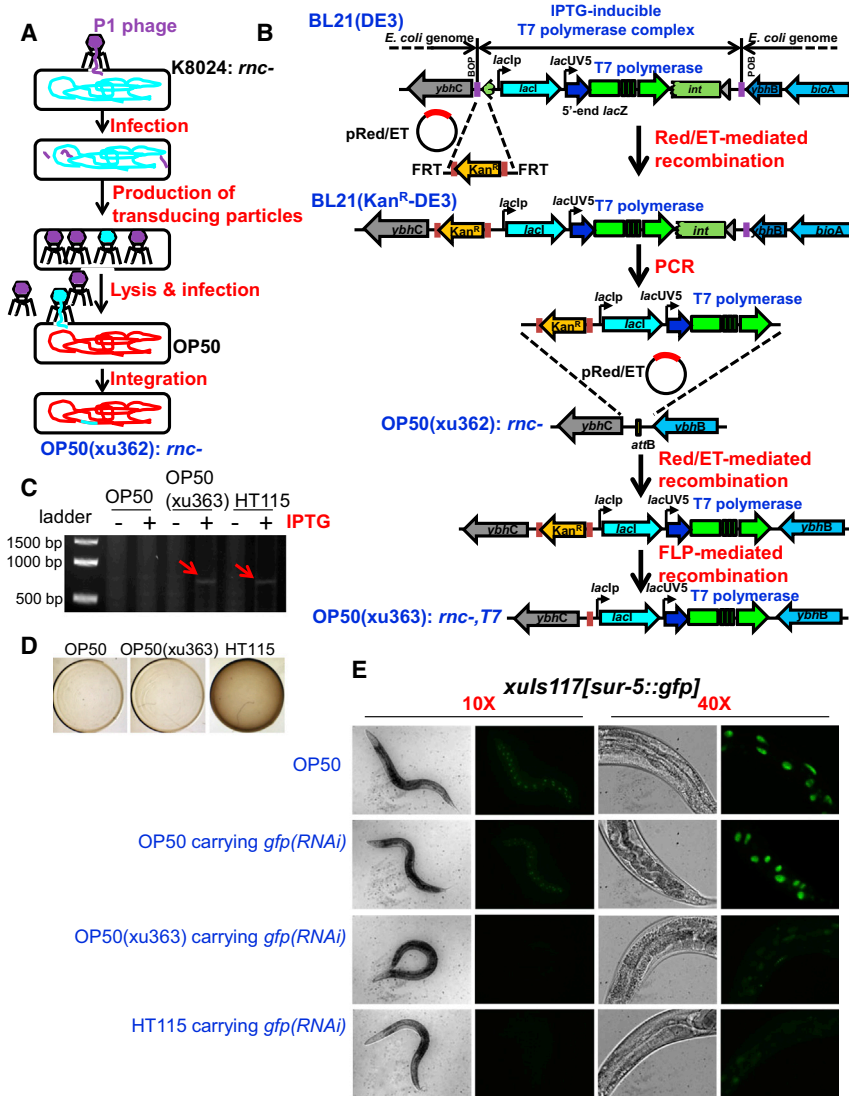 A
P1 phage
K8024: rnc-
Infection
Production of
transducing particles
Lysis & infection
OP50
Integration
OP50(xu362): rnc-
B
BL21(DE3)
IPTG-inducible
T7 polymerase complex
E. coli genome
E. coli genome
BOP
POB
lacIp
lacUV5
T7 polymerase
ybhC
lacI
int
ybhB
bioA
5'-end lacZ
pRed/ET
FRT
KanR
FRT
Red/ET-mediated
recombination
BL21(KanR-DE3)
lacIp
lacUV5
T7 polymerase
ybhC
KanR
lacI
int
ybhB
bioA
PCR
lacIp
lacUV5
T7 polymerase
KanR
lacI
pRed/ET
OP50(xu362): rnc-
ybhC
ybhB
attB
Red/ET-mediated
recombination
lacIp
lacUV5
T7 polymerase
ybhC
KanR
lacI
ybhB
FLP-mediated
recombination
OP50(xu363): rnc-,T7
lacIp
lacUV5
T7 polymerase
ybhC
lacI
ybhB
C
OP50
OP50
(xu363)
HT115
ladder
- + - + - + IPTG
1500 bp
1000 bp
500 bp
D
OP50
OP50(xu363)
HT115
E
xuIs117[sur-5::gfp]
10X
40X
OP50
OP50 carrying gfp(RNAi)
OP50(xu363) carrying gfp(RNAi)
HT115 carrying gfp(RNAi)